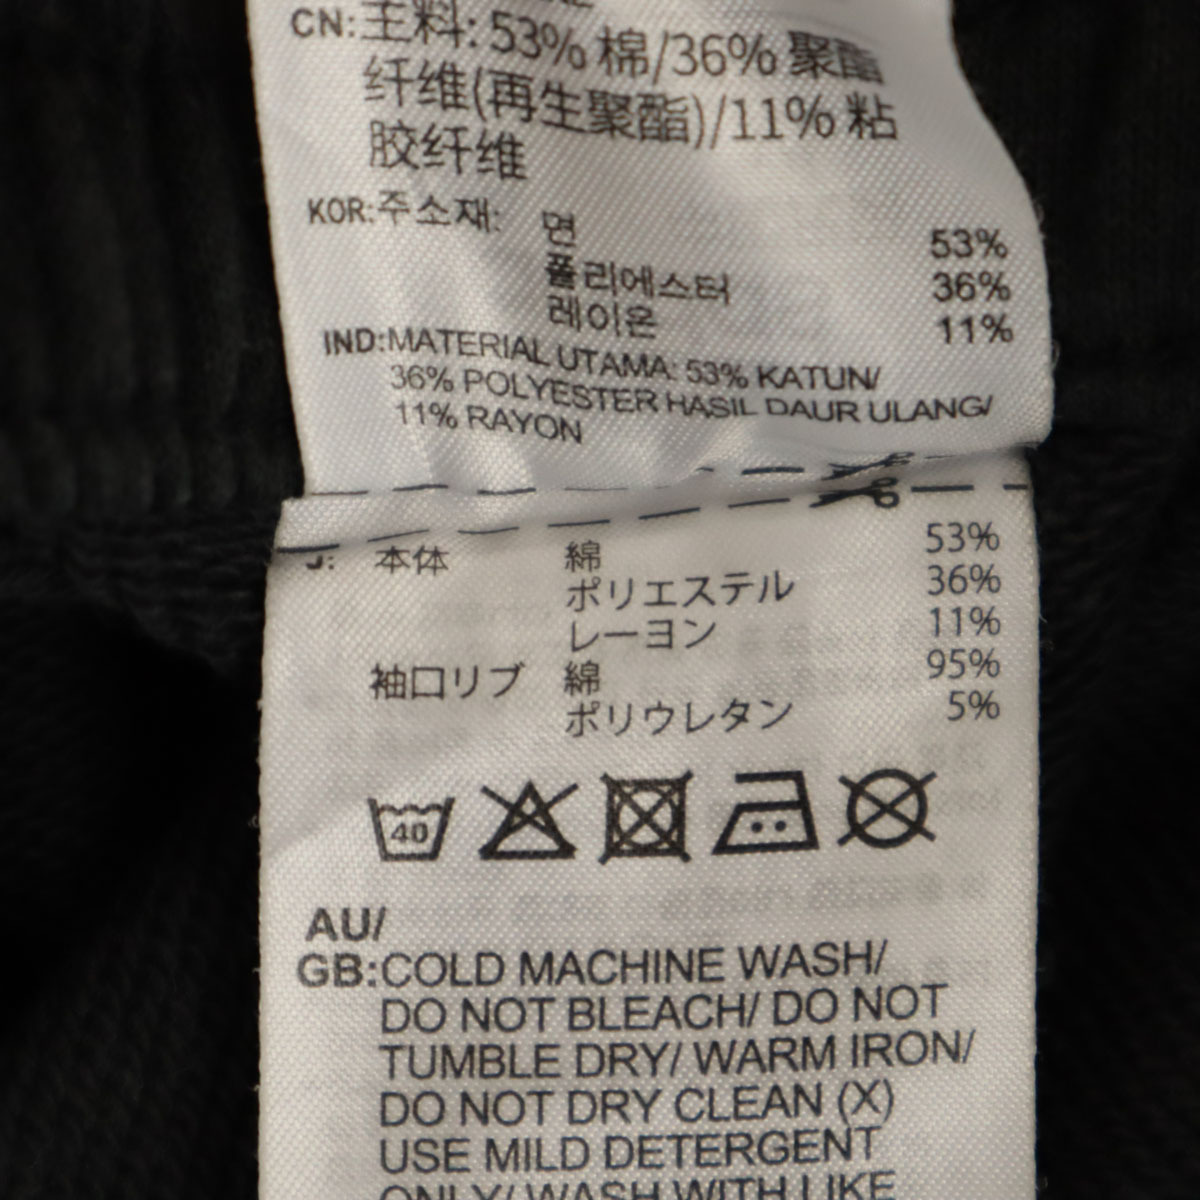 CN:主料: 53% 棉/36% 聚酯
纤维(再生聚酯)/11% 粘
胶纤维
KOR:주소재: 면 53%
폴리에스터 36%
레이온 11%
IND:MATERIAL UTAMA: 53% KATUN/
36% POLYESTER HASIL DAUR ULANG/
11% RAYON
J: 本体 綿 53%
ポリエステル 36%
レーヨン 11%
袖口リブ 綿 95%
ポリウレタン 5%
40
AU/
GB:COLD MACHINE WASH/
DO NOT BLEACH/ DO NOT
TUMBLE DRY/ WARM IRON/
DO NOT DRY CLEAN (X)
USE MILD DETERGENT
ONLY/ WASH WITH LIKE